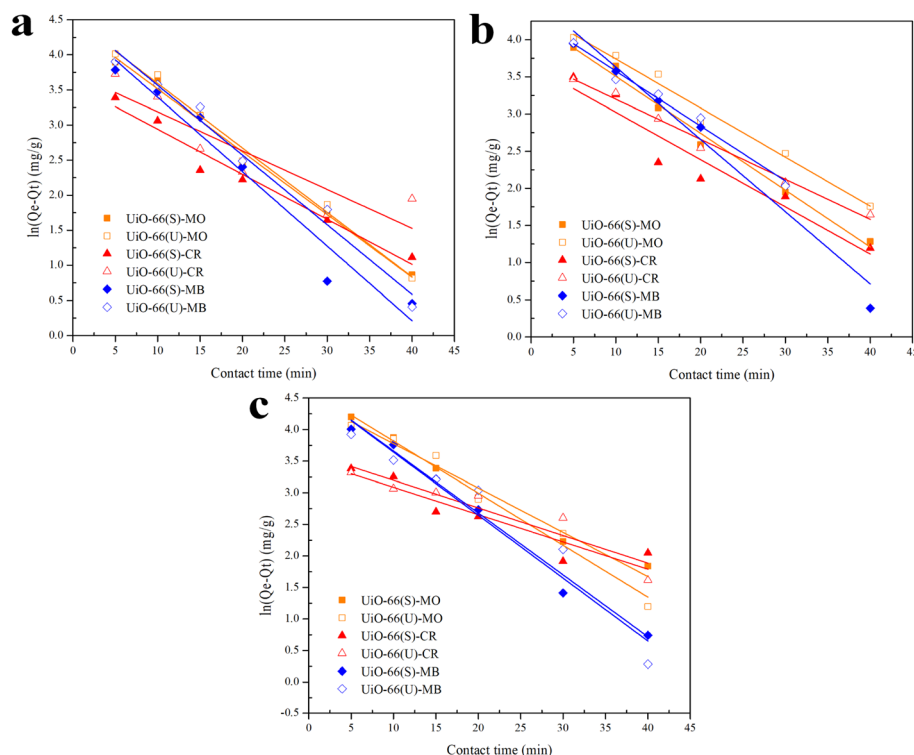 a
ln(Qe-Qt) (mg/g)
4.5
4.0
3.5
3.0
2.5
2.0
1.5
1.0
0.5
0.0
UiO-66(S)-MO
UiO-66(U)-MO
UiO-66(S)-CR
UiO-66(U)-CR
UiO-66(S)-MB
UiO-66(U)-MB
0 5 10 15 20 25 30 35 40 45
Contact time (min)
b
ln(Qe-Qt) (mg/g)
4.0
3.5
3.0
2.5
2.0
1.5
1.0
0.5
0.0
UiO-66(S)-MO
UiO-66(U)-MO
UiO-66(S)-CR
UiO-66(U)-CR
UiO-66(S)-MB
UiO-66(U)-MB
0 5 10 15 20 25 30 35 40 45
Contact time (min)
c
ln(Qe-Qt) (mg/g)
4.5
4.0
3.5
3.0
2.5
2.0
1.5
1.0
0.5
0.0
-0.5
UiO-66(S)-MO
UiO-66(U)-MO
UiO-66(S)-CR
UiO-66(U)-CR
UiO-66(S)-MB
UiO-66(U)-MB
0 5 10 15 20 25 30 35 40 45
Contact time (min)